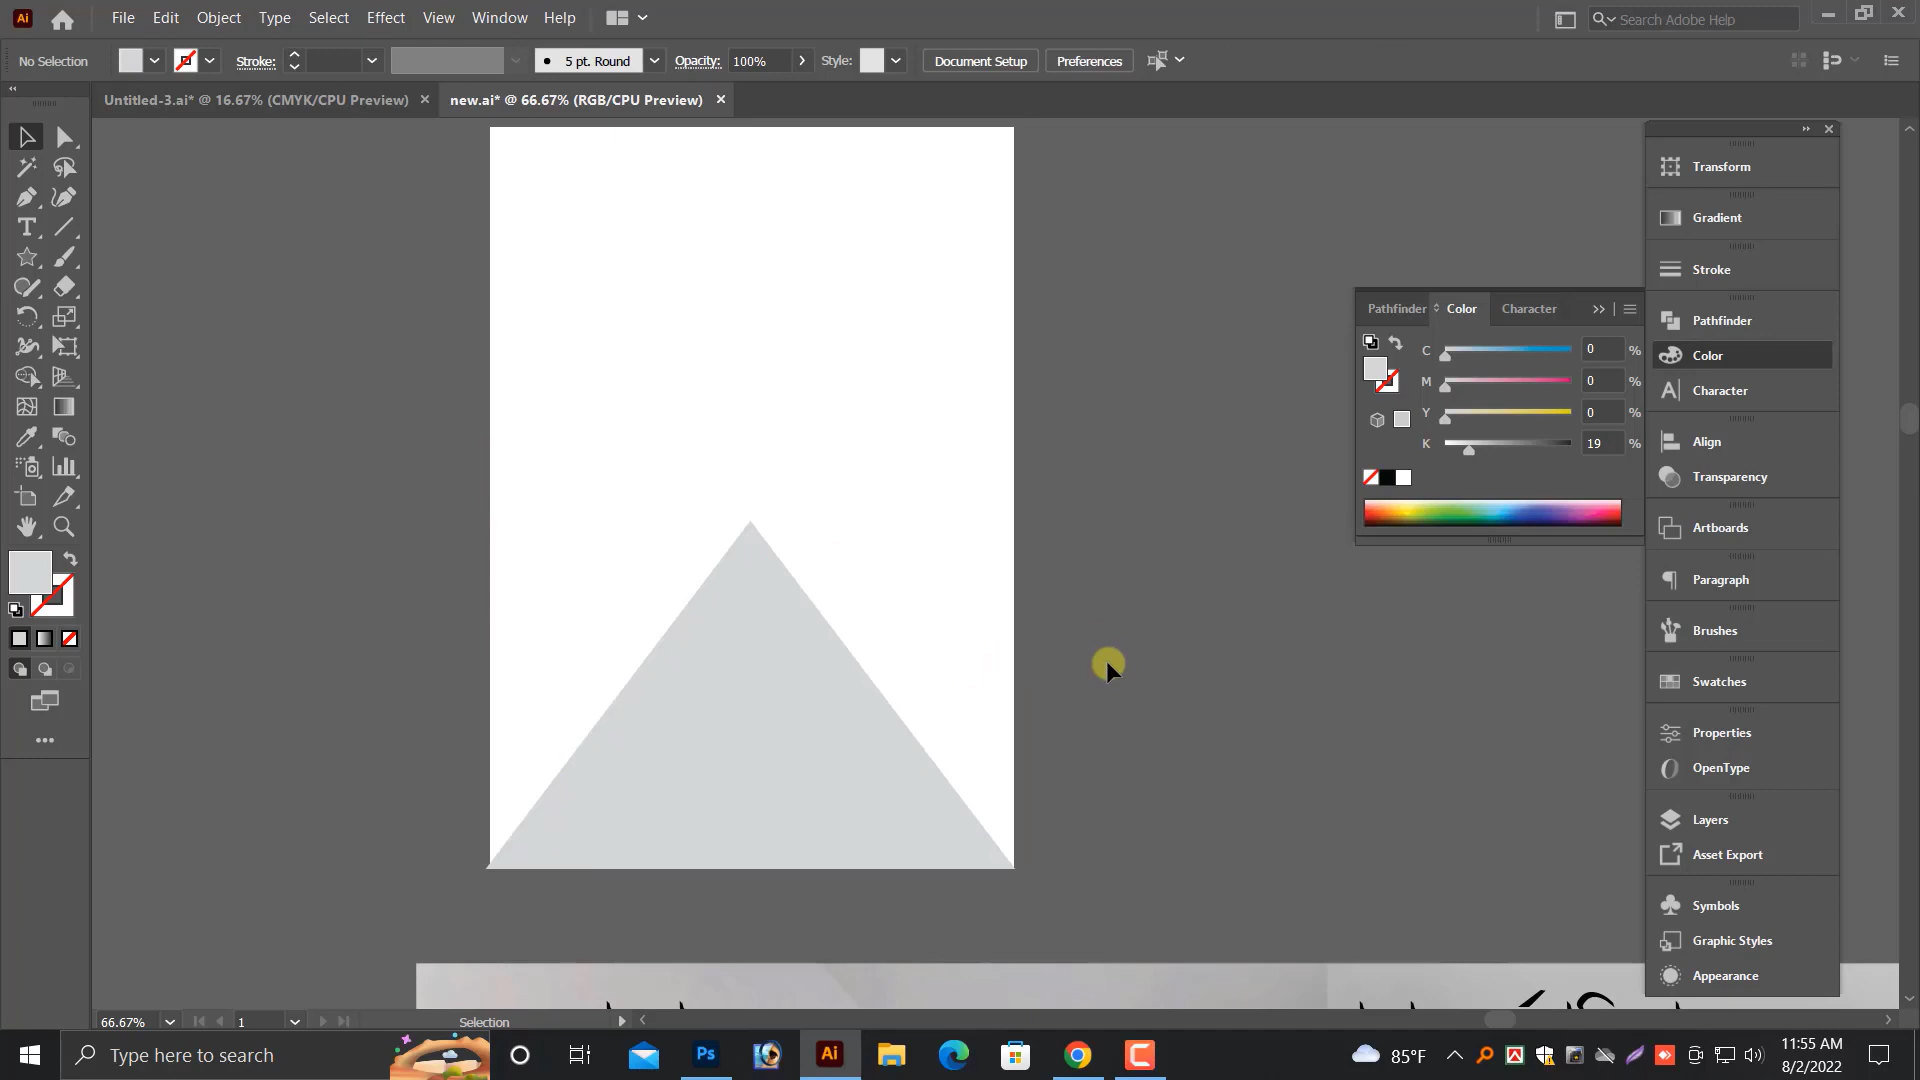 Ai File Edit Object Type Select Effect View Window Help Search Adobe Help
No Selection Stroke: 5 pt. Round Opacity: 100% Style: Document Setup Preferences
Untitled-3.ai* @ 16.67% (CMYK/CPU Preview) new.ai* @ 66.67% (RGB/CPU Preview)
Transform
Gradient
Stroke
Pathfinder
Color
Character
Align
Transparency
Artboards
Paragraph
Brushes
Swatches
Properties
OpenType
Layers
Asset Export
Symbols
Graphic Styles
Appearance
Pathfinder Color Character
C 0 %
M 0 %
Y 0 %
K 19 %
66.67% 1 Selection
Type here to search Ps Ai 85°F 11:55 AM
8/2/2022